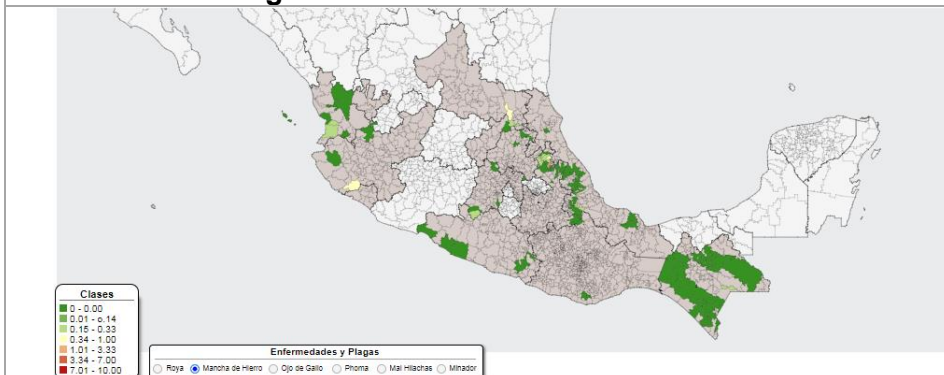 Clases
0 - 0.00
0.01 - o.14
0.15 - 0.33
0.34 - 1.00
1.01 - 3.33
3.34 - 7.00
7.01 - 10.00
Enfermedades y Plagas
Roya Mancha de Hierro Ojo de Gallo Phoma Mal Hilachas Minador